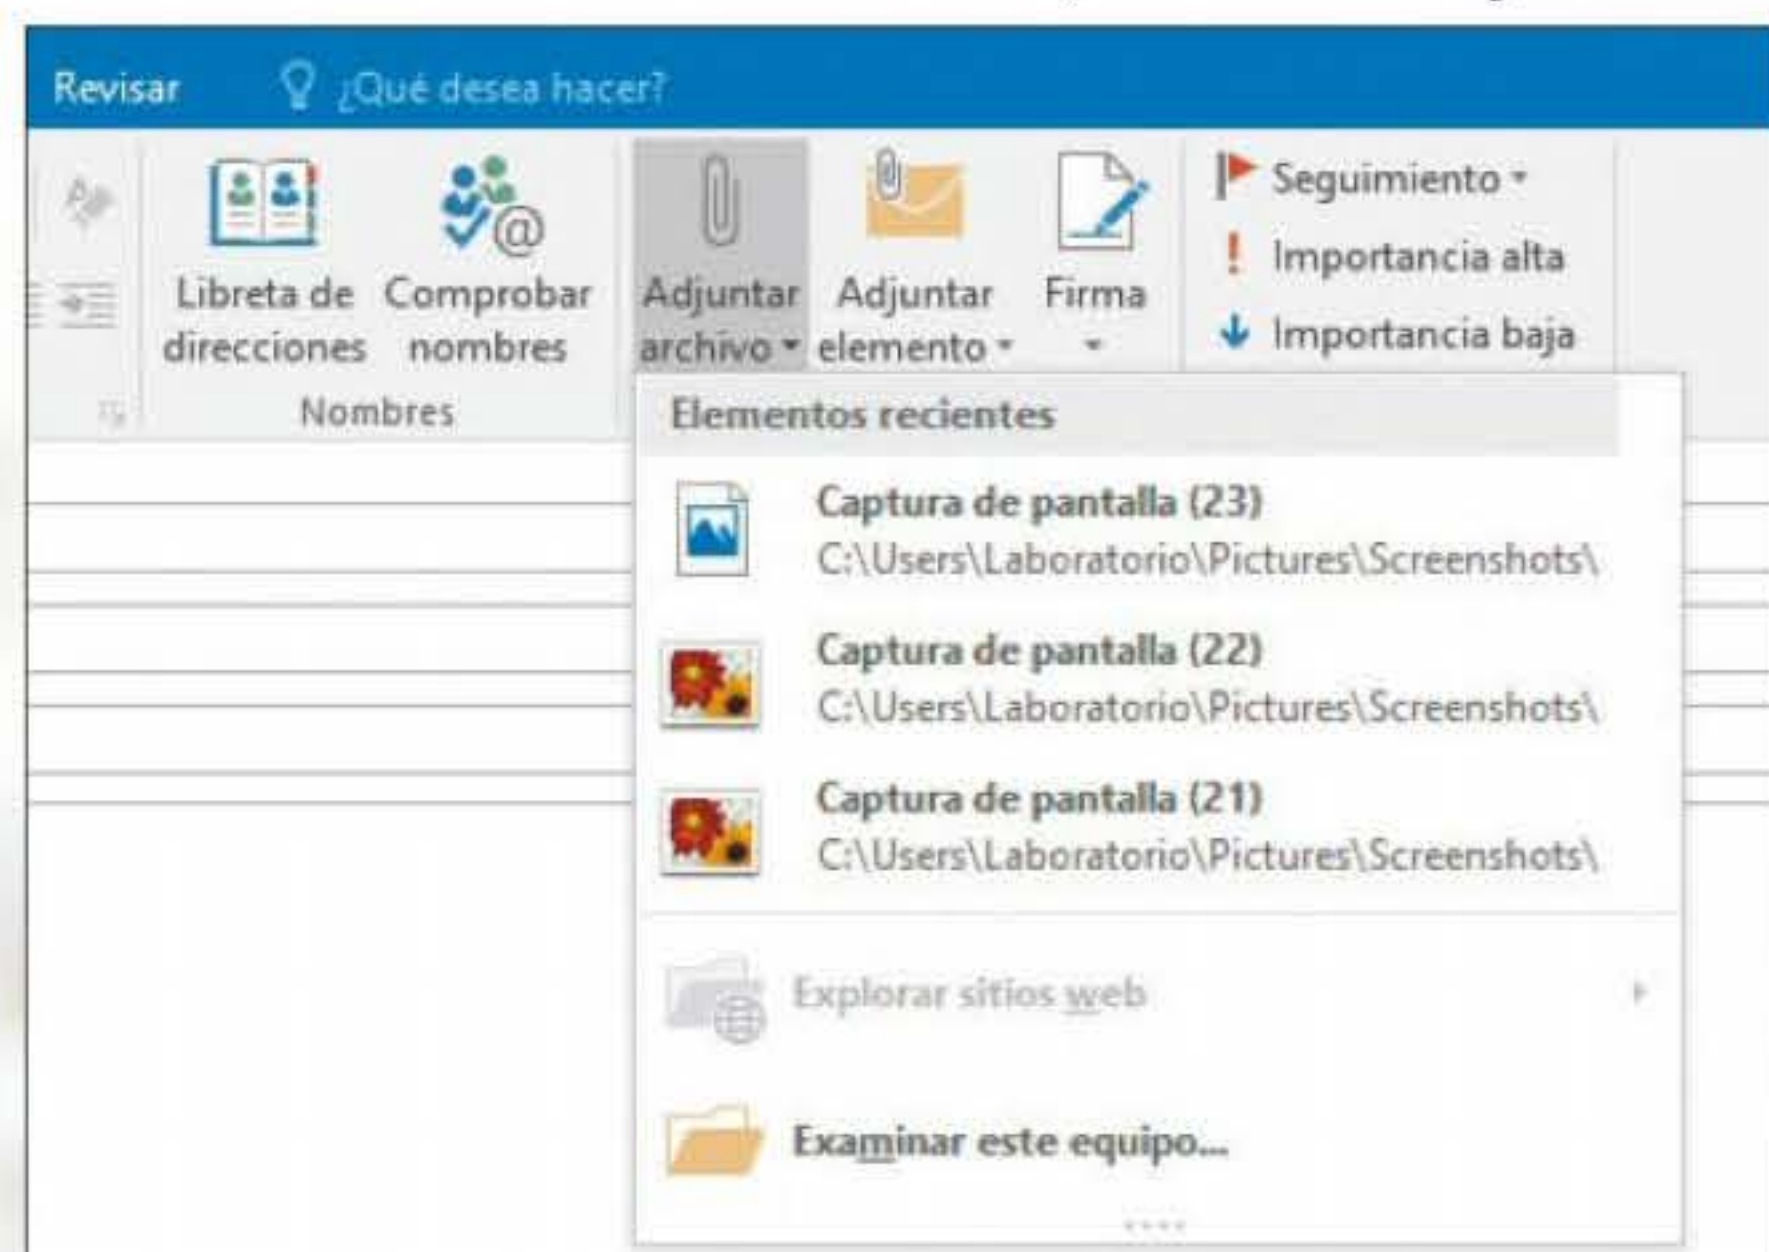 Revisar ¿Qué desea hacer?
Libreta de direcciones
Comprobar nombres
Nombres
Adjuntar archivo
Adjuntar elemento
Firma
Seguimiento
Importancia alta
Importancia baja
Elementos recientes
Captura de pantalla (23)
C:\Users\Laboratorio\Pictures\Screenshots\
Captura de pantalla (22)
C:\Users\Laboratorio\Pictures\Screenshots\
Captura de pantalla (21)
C:\Users\Laboratorio\Pictures\Screenshots\
Explorar sitios web
Examinar este equipo...